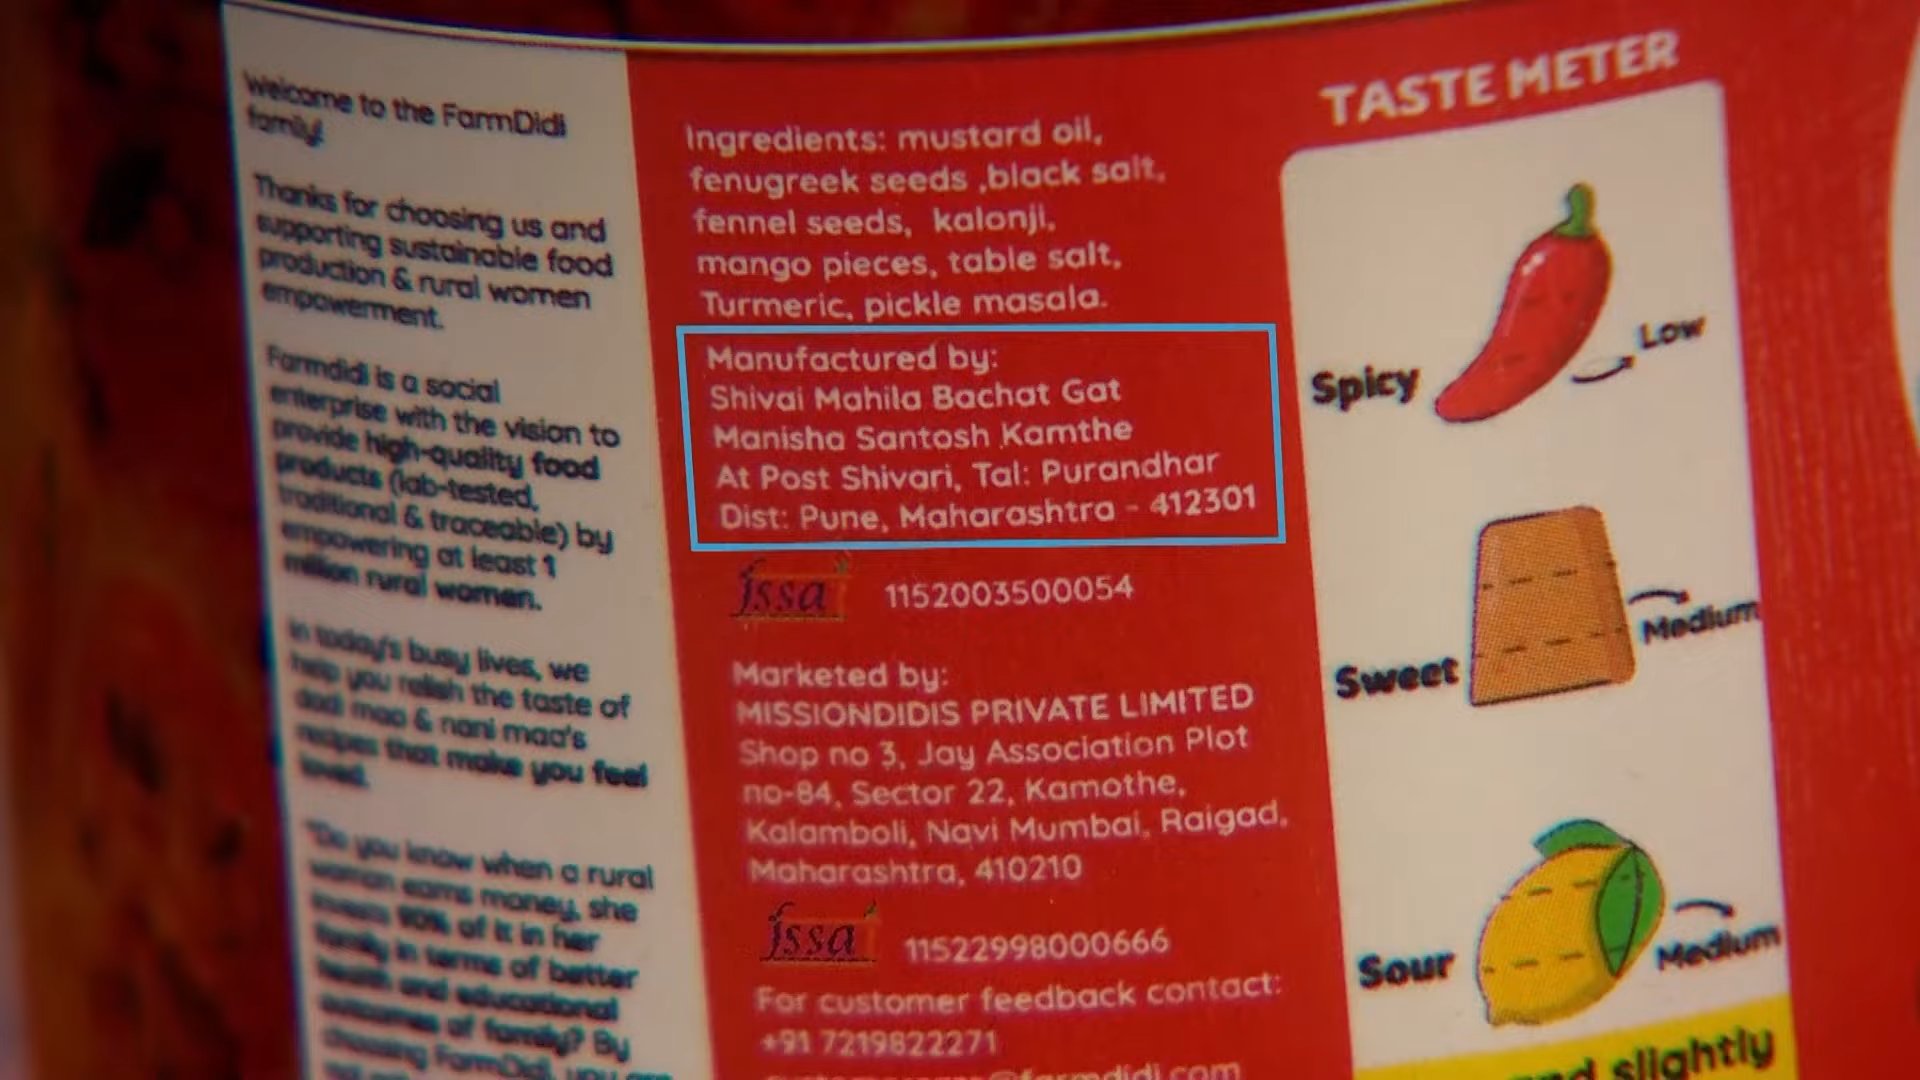 Welcome to the FarmDidi
family!
Thanks for choosing us and
supporting sustainable food
production & rural women
empowerment.
Farmdidi is a social
enterprise with the vision to
provide high-quality food
products (lab-tested,
traditional & traceable) by
empowering at least 1
million rural women.
In today's busy lives, we
help you relish the taste of
dadi maa & nani maa's
recipes that make you feel
loved.
"Do you know when a rural
woman earns money, she
invests 90% of it in her
family in terms of better
health and educational
outcomes of family? By
choosing FarmDidi, you are
Ingredients: mustard oil,
fenugreek seeds ,black salt,
fennel seeds, kalonji,
mango pieces, table salt,
Turmeric, pickle masala.
Manufactured by:
Shivai Mahila Bachat Gat
Manisha Santosh Kamthe
At Post Shivari, Tal: Purandhar
Dist: Pune, Maharashtra - 412301
fssai 1152003500054
Marketed by:
MISSIONDIDIS PRIVATE LIMITED
Shop no 3, Jay Association Plot
no-84, Sector 22, Kamothe,
Kalamboli, Navi Mumbai, Raigad,
Maharashtra, 410210
fssai 11522998000666
For customer feedback contact:
+91 7219822271
TASTE METER
Spicy Low
Sweet Medium
Sour Medium
slightly